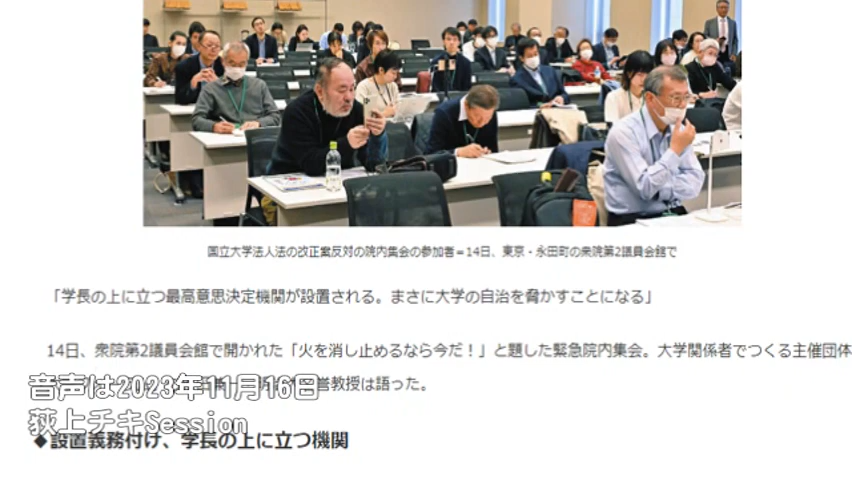 国立大学法人法の改正案反対の院内集会の参加者=14日、東京・永田町の衆院第2議員会館で
「学長の上に立つ最高意思決定機関が設置される。まさに大学の自治を脅かすことになる」
14日、衆院第2議員会館で開かれた「火を消し止めるなら今だ！」と題した緊急院内集会。大学関係者でつくる主催団体
営教授は語った。
音声は2023年11月16日
荻上チキSession
◆設置義務付け、学長の上に立つ機関